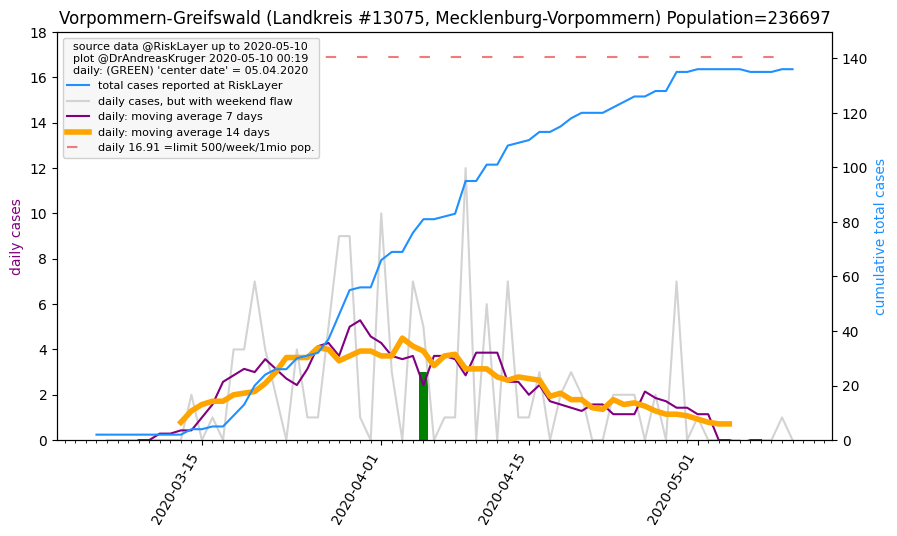 Vorpommern-Greifswald (Landkreis #13075, Mecklenburg-Vorpommern) Population=236697
source data @RiskLayer up to 2020-05-10
plot @DrAndreasKruger 2020-05-10 00:19
daily: (GREEN) 'center date' = 05.04.2020
total cases reported at RiskLayer
daily cases, but with weekend flaw
daily: moving average 7 days
daily: moving average 14 days
daily 16.91 =limit 500/week/1mio pop.
daily cases
18
16
14
12
10
8
6
4
2
0
140
120
100
80
60
40
20
0
cumulative total cases
2020-03-15
2020-04-01
2020-04-15
2020-05-01